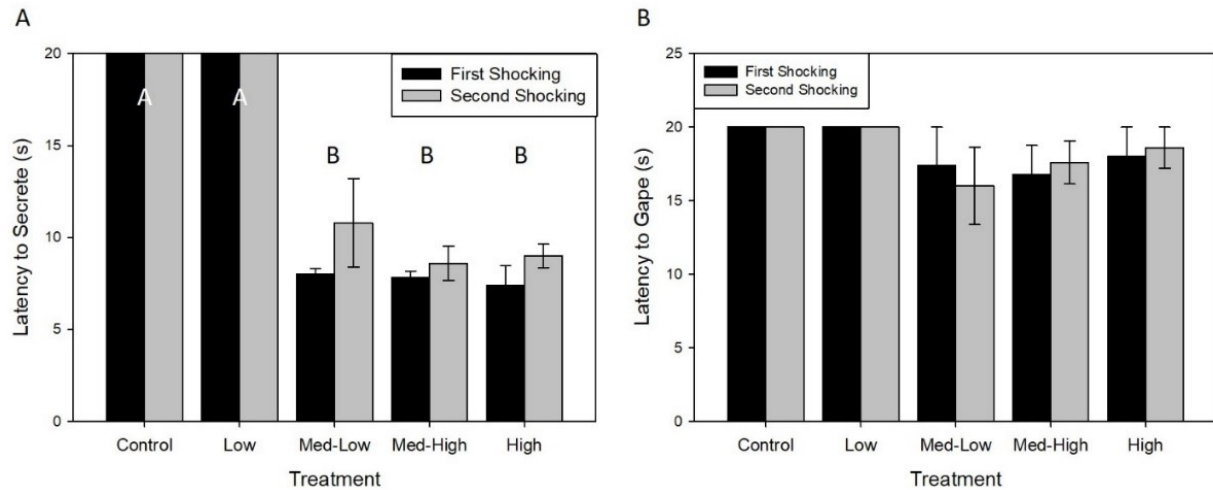 A
Latency to Secrete (s)
20
15
10
5
0
First Shocking
Second Shocking
A
A
B
B
B
Control
Low
Med-Low
Med-High
High
Treatment
B
Latency to Gape (s)
25
20
15
10
5
0
First Shocking
Second Shocking
Control
Low
Med-Low
Med-High
High
Treatment